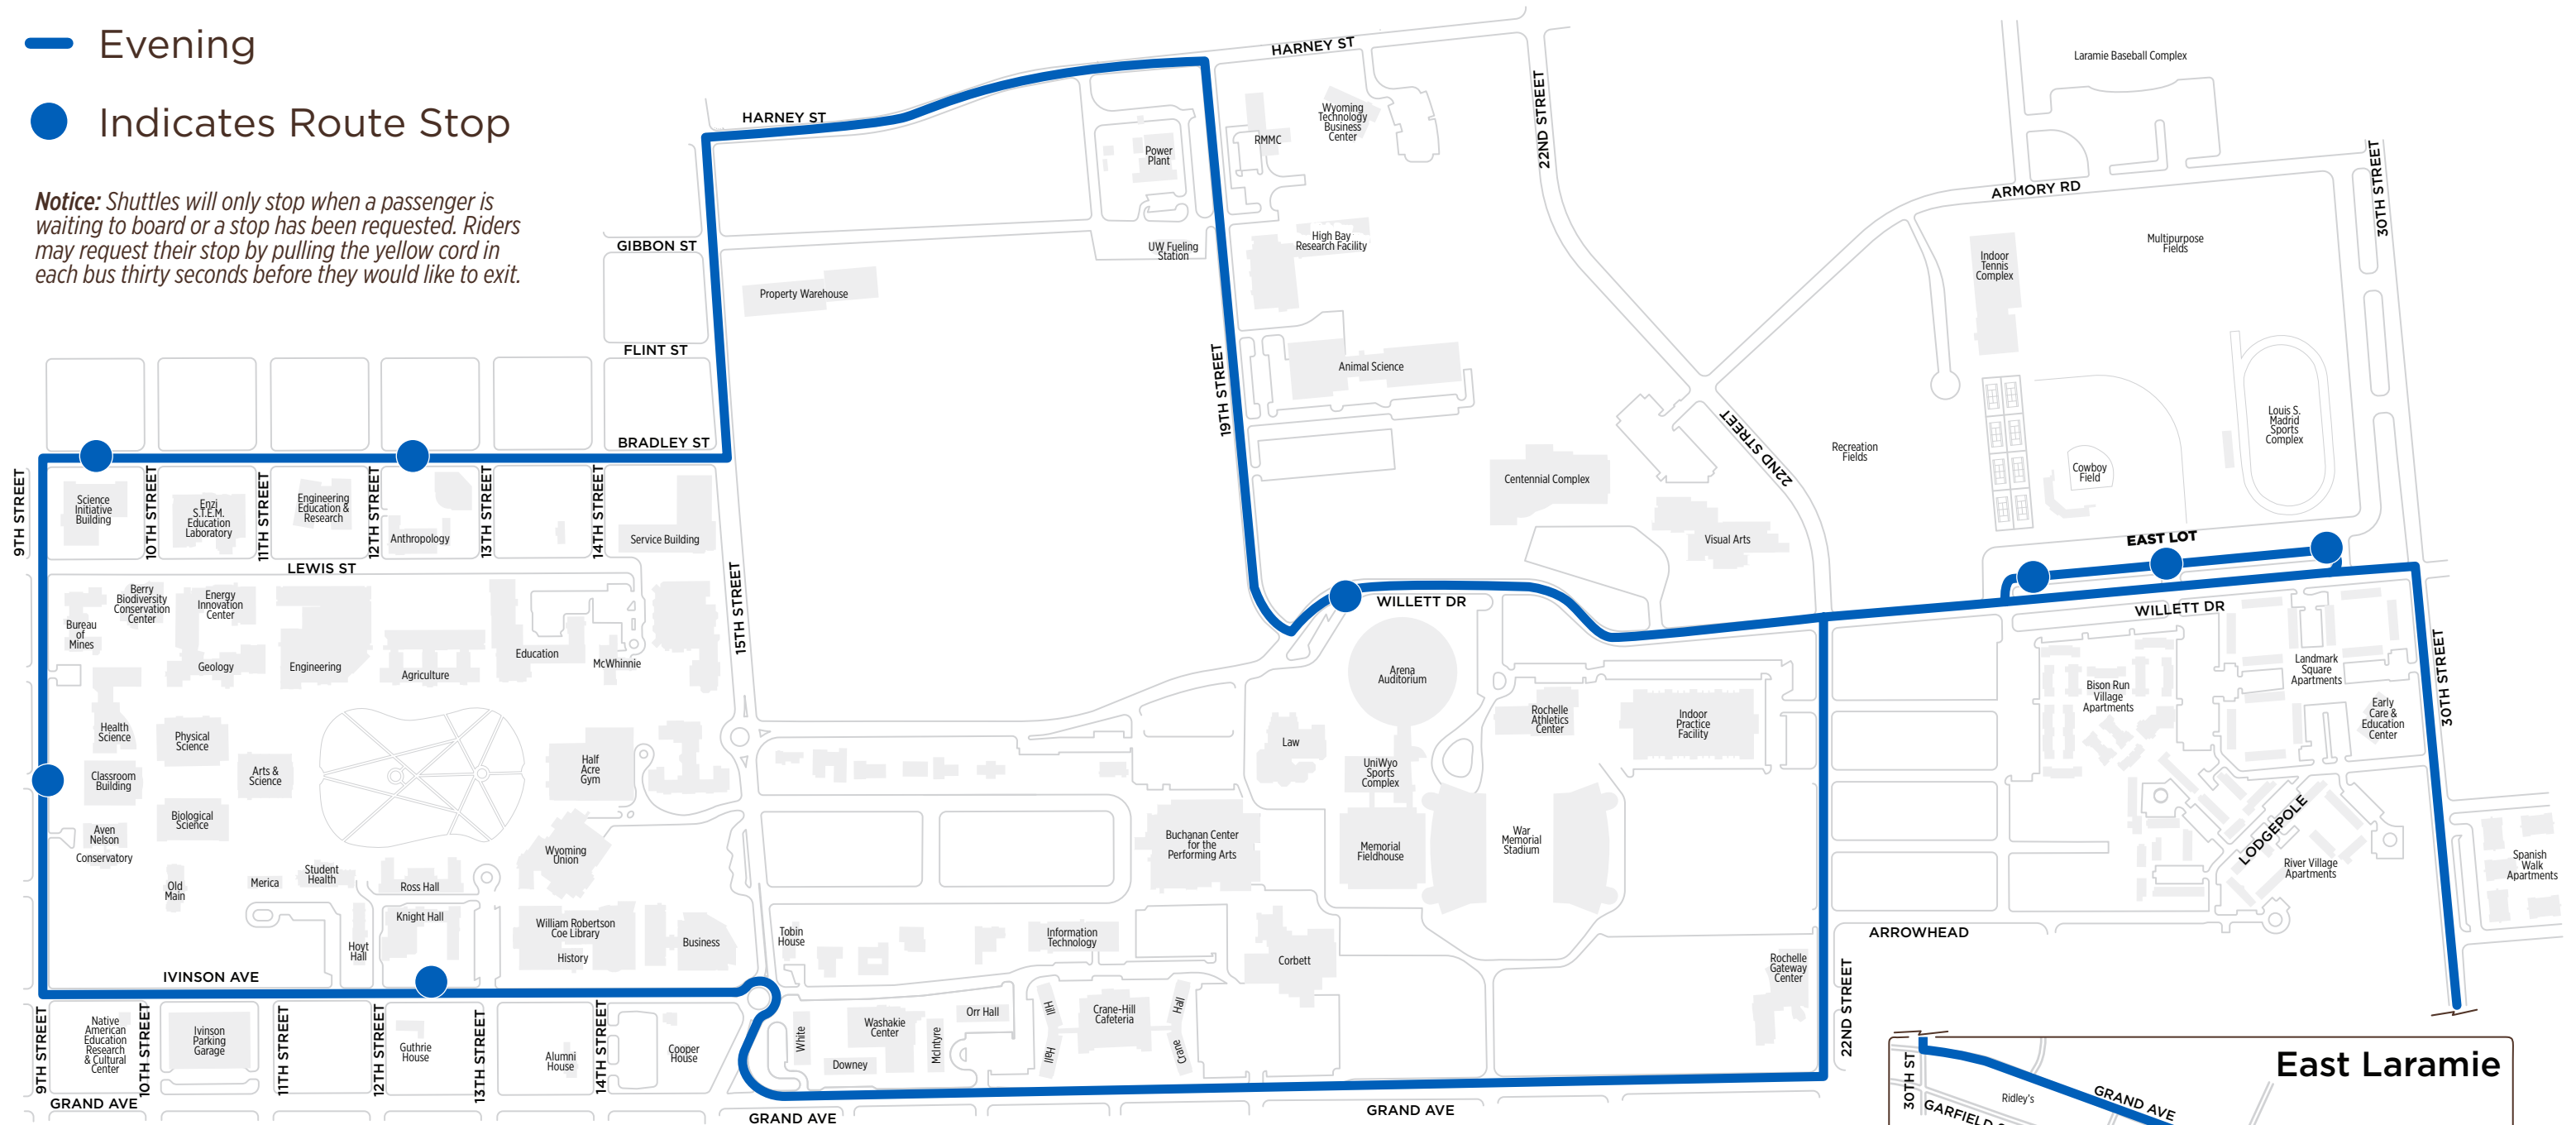 Evening
Indicates Route Stop
Notice: Shuttles will only stop when a passenger is
waiting to board or a stop has been requested. Riders
may request their stop by pulling the yellow cord in
each bus thirty seconds before they would like to exit.
HARNEY ST
HARNEY ST
22ND STREET
Laramie Baseball Complex
Wyoming
Technology
Business
Center
RMMC
Power
Plant
ARMORY RD
30TH STREET
GIBBON ST
UW Fueling
Station
High Bay
Research Facility
Indoor
Tennis
Complex
Multipurpose
Fields
Property Warehouse
FLINT ST
19TH STREET
Animal Science
22ND STREET
Recreation
Fields
Louis S.
Madrid
Sports
Complex
Cowboy
Field
BRADLEY ST
Centennial Complex
9TH STREET
Science
Initiative
Building
10TH STREET
Enzi
S.T.E.M.
Education
Laboratory
11TH STREET
Engineering
Education &
Research
12TH STREET
Anthropology
13TH STREET
14TH STREET
Service Building
Visual Arts
EAST LOT
LEWIS ST
15TH STREET
WILLETT DR
WILLETT DR
Berry
Biodiversity
Conservation
Center
Energy
Innovation
Center
Bureau
of
Mines
Geology
Engineering
Agriculture
Education
McWhinnie
Arena
Auditorium
Landmark
Square
Apartments
30TH STREET
Bison Run
Village
Apartments
Early
Care &
Education
Center
Health
Science
Physical
Science
Classroom
Building
Arts &
Science
Half
Acre
Gym
Law
Rochelle
Athletics
Center
Indoor
Practice
Facility
UniWyo
Sports
Complex
Biological
Science
Aven
Nelson
Conservatory
Wyoming
Union
Buchanan Center
for the
Performing Arts
Memorial
Fieldhouse
War
Memorial
Stadium
LODGEPOLE
River Village
Apartments
Spanish
Walk
Apartments
Old
Main
Merica
Student
Health
Ross Hall
Knight Hall
Hoyt
Hall
William Robertson
Coe Library
History
Business
Tobin
House
Information
Technology
Corbett
ARROWHEAD
Rochelle
Gateway
Center
22ND STREET
IVINSON AVE
9TH STREET
Native
American
Education
Research
& Cultural
Center
10TH STREET
Ivinson
Parking
Garage
11TH STREET
12TH STREET
Guthrie
House
13TH STREET
Alumni
House
14TH STREET
Cooper
House
White
Washakie
Center
Downey
McIntyre
Orr Hall
Hill
Hall
Crane-Hill
Cafeteria
Hall
Crane
GRAND AVE
GRAND AVE
GRAND AVE
East Laramie
30TH ST
Ridley's
GRAND AVE
GARFIELD